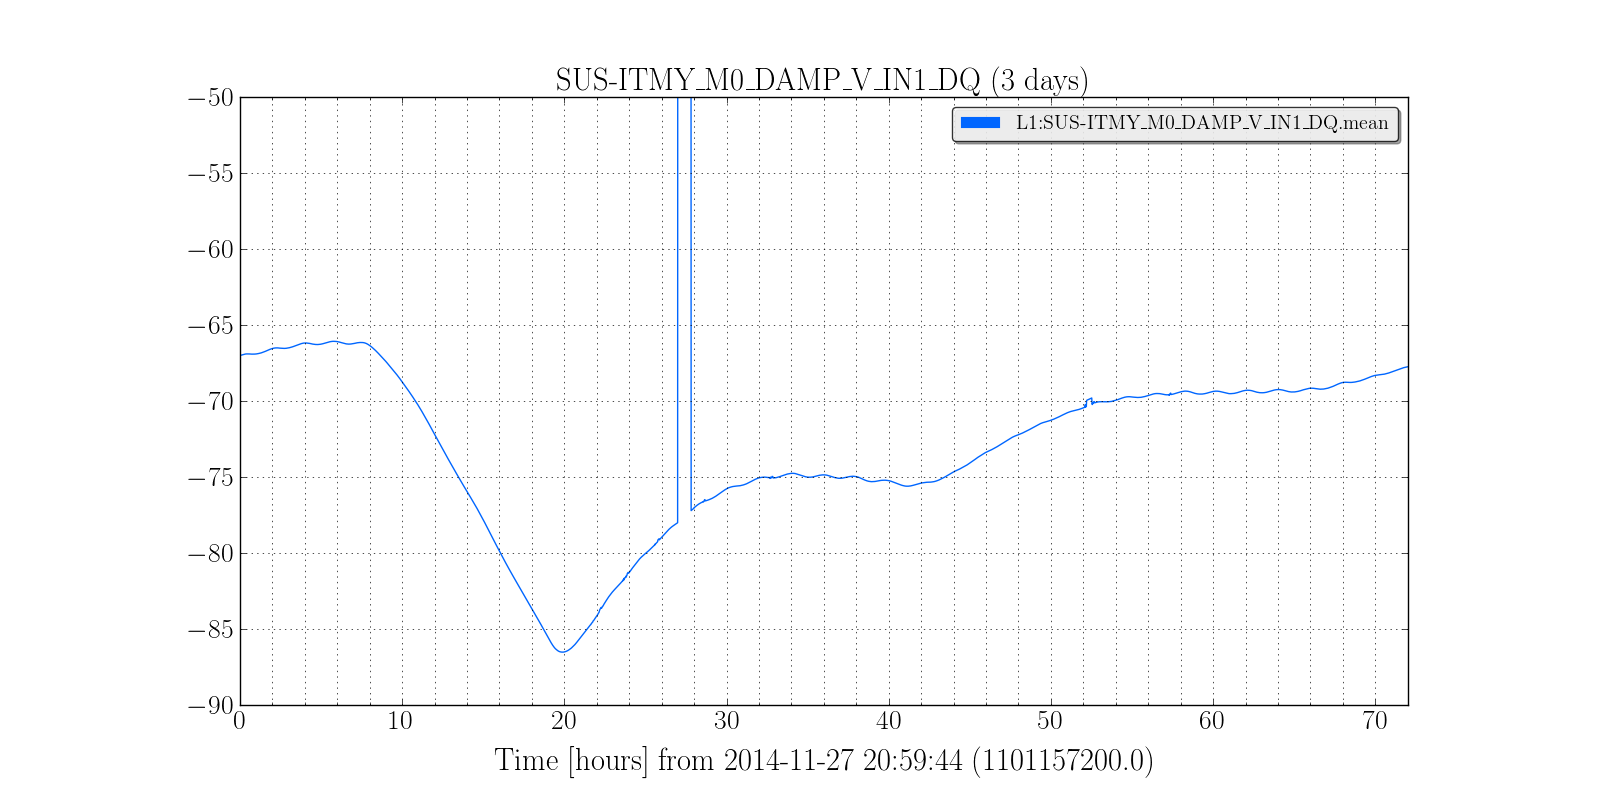 SUS-ITMY_M0_DAMP_V_IN1_DQ (3 days)
L1:SUS-ITMY_M0_DAMP_V_IN1_DQ.mean
−50
−55
−60
−65
−70
−75
−80
−85
−90
0 10 20 30 40 50 60 70
Time [hours] from 2014-11-27 20:59:44 (1101157200.0)